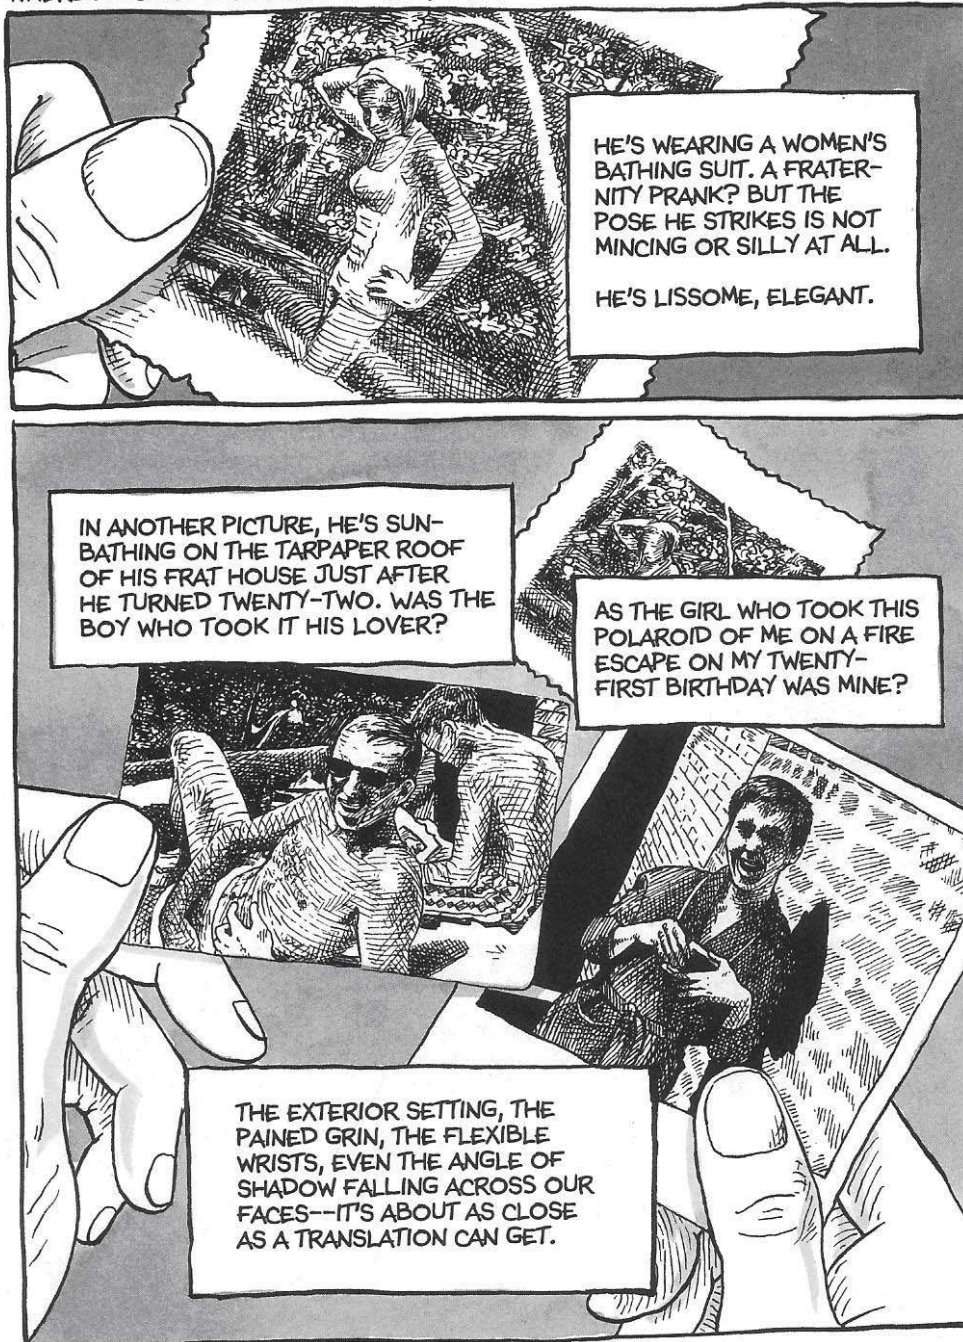 HE'S WEARING A WOMEN'S
BATHING SUIT. A FRATER-
NITY PRANK? BUT THE
POSE HE STRIKES IS NOT
MINCING OR SILLY AT ALL.
HE'S LISSOME, ELEGANT.
IN ANOTHER PICTURE, HE'S SUN-
BATHING ON THE TARPAPER ROOF
OF HIS FRAT HOUSE JUST AFTER
HE TURNED TWENTY-TWO. WAS THE
BOY WHO TOOK IT HIS LOVER?
AS THE GIRL WHO TOOK THIS
POLAROID OF ME ON A FIRE
ESCAPE ON MY TWENTY-
FIRST BIRTHDAY WAS MINE?
THE EXTERIOR SETTING, THE
PAINED GRIN, THE FLEXIBLE
WRISTS, EVEN THE ANGLE OF
SHADOW FALLING ACROSS OUR
FACES--IT'S ABOUT AS CLOSE
AS A TRANSLATION CAN GET.